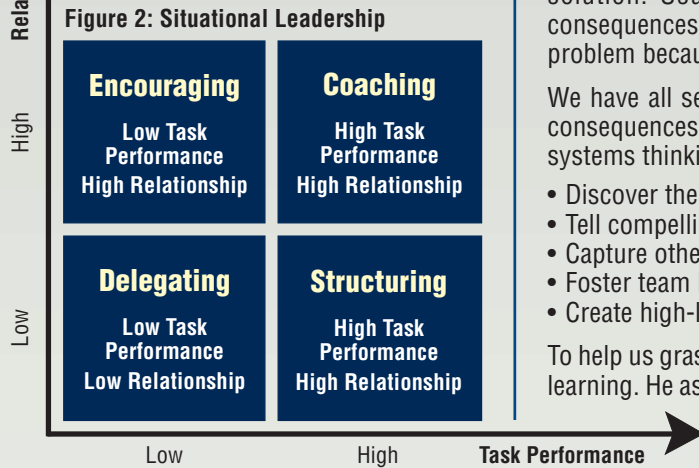 Figure 2: Situational Leadership
Rela
High
Low
Encouraging
Low Task
Performance
High Relationship
Coaching
High Task
Performance
High Relationship
Delegating
Low Task
Performance
Low Relationship
Structuring
High Task
Performance
High Relationship
Low
High
Task Performance
consequences
problem becau
We have all se
consequences
systems thinki
• Discover the
• Tell compelli
• Capture othe
• Foster team
• Create high-l
To help us gras
learning. He as